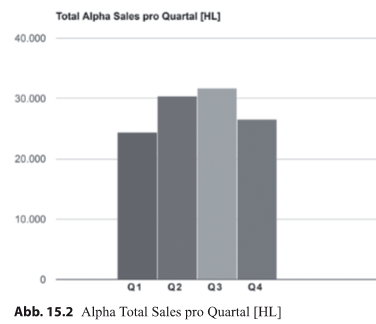 Total Alpha Sales pro Quartal [HL]
40.000
30.000
20.000
10.000
0
Q1 Q2 Q3 Q4
Abb. 15.2 Alpha Total Sales pro Quartal [HL]